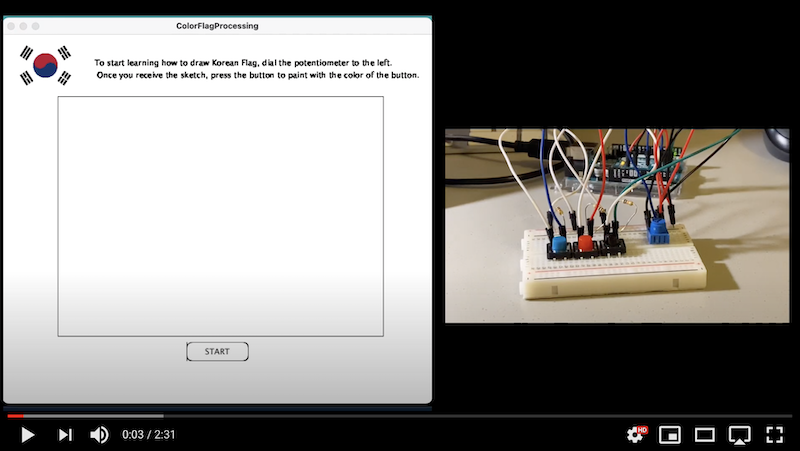 ColorFlagProcessing
To start learning how to draw Korean Flag, dial the potentiometer to the left.
Once you receive the sketch, press the button to paint with the color of the button.
START
0:03 / 2:31
HD